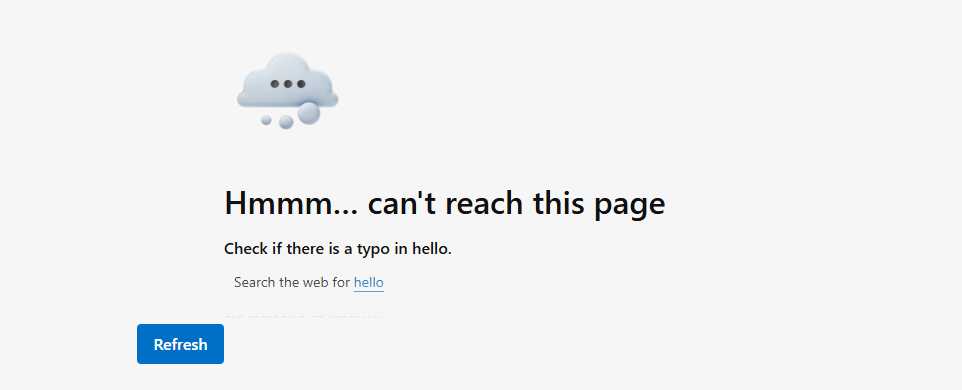 Hmmm... can't reach this page
Check if there is a typo in hello.
Search the web for hello
Refresh